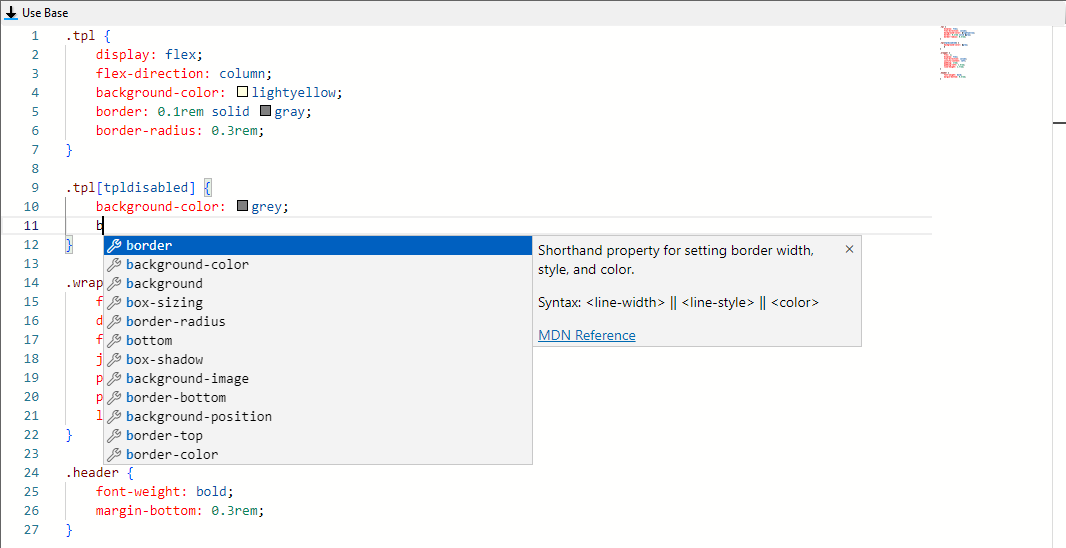 Use Base
1 .tpl {
2 display: flex;
3 flex-direction: column;
4 background-color: lightyellow;
5 border: 0.1rem solid gray;
6 border-radius: 0.3rem;
7 }
8
9 .tpl[tpldisabled] {
10 background-color: grey;
11 b
12 }
border
background-color
background
box-sizing
border-radius
bottom
box-shadow
background-image
border-bottom
background-position
border-top
border-color
Shorthand property for setting border width,
style, and color.
Syntax: <line-width> || <line-style> || <color>
MDN Reference
13
14 .wrap
15 f
16 d
17 f
18 j
19 p
20 p
21 l
22 }
23
24 .header {
25 font-weight: bold;
26 margin-bottom: 0.3rem;
27 }